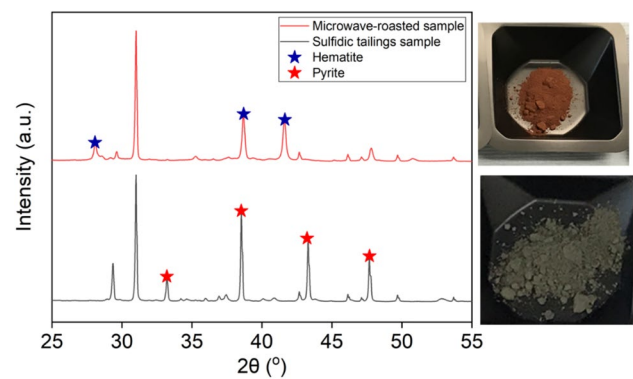 Microwave-roasted sample
Sulfidic tailings sample
Hematite
Pyrite
Intensity (a.u.)
25 30 35 40 45 50 55
2θ (°)